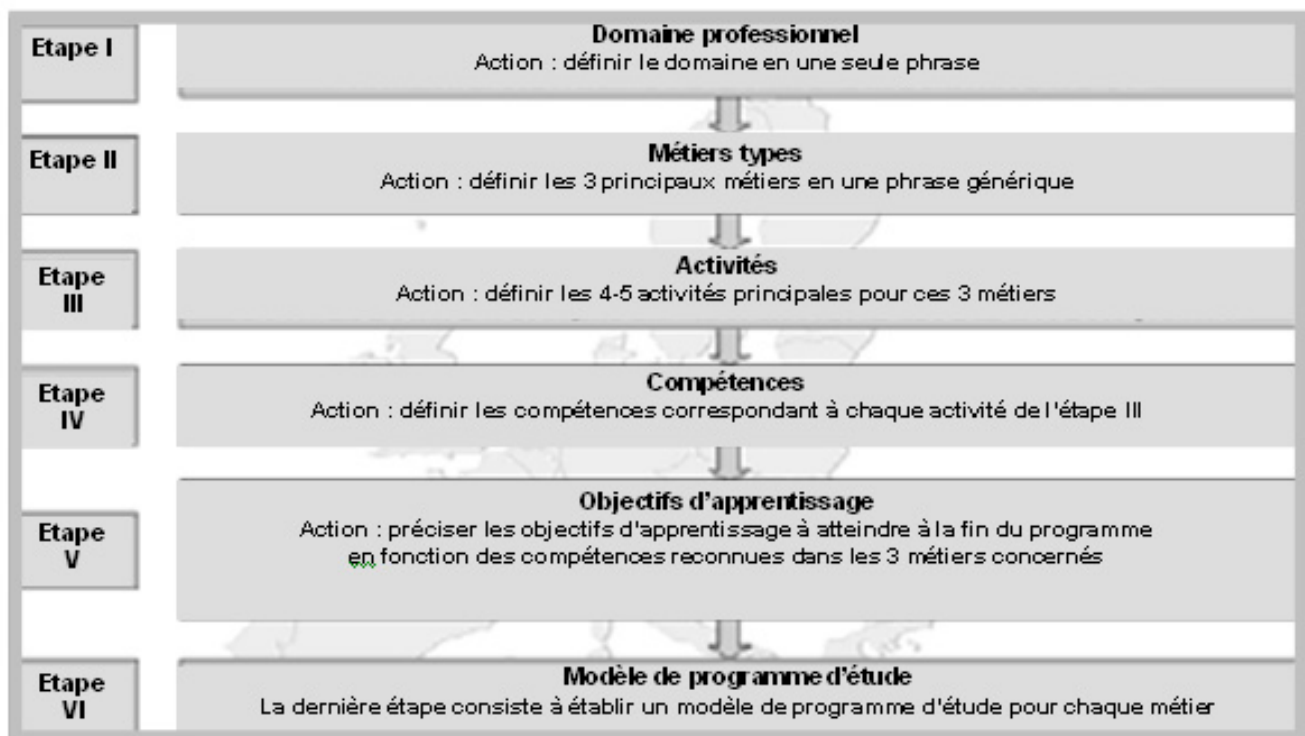 Etape I
Domaine professionnel
Action : définir le domaine en une seule phrase
Etape II
Métiers types
Action : définir les 3 principaux métiers en une phrase générique
Etape
III
Activités
Action : définir les 4-5 activités principales pour ces 3 métiers
Etape
IV
Compétences
Action : définir les compétences correspondant à chaque activité de l'étape III
Etape
V
Objectifs d'apprentissage
Action : préciser les objectifs d'apprentissage à atteindre à la fin du programme
en fonction des compétences reconnues dans les 3 métiers concernés
Etape
VI
Modèle de programme d'étude
La dernière étape consiste à établir un modèle de programme d'étude pour chaque métier